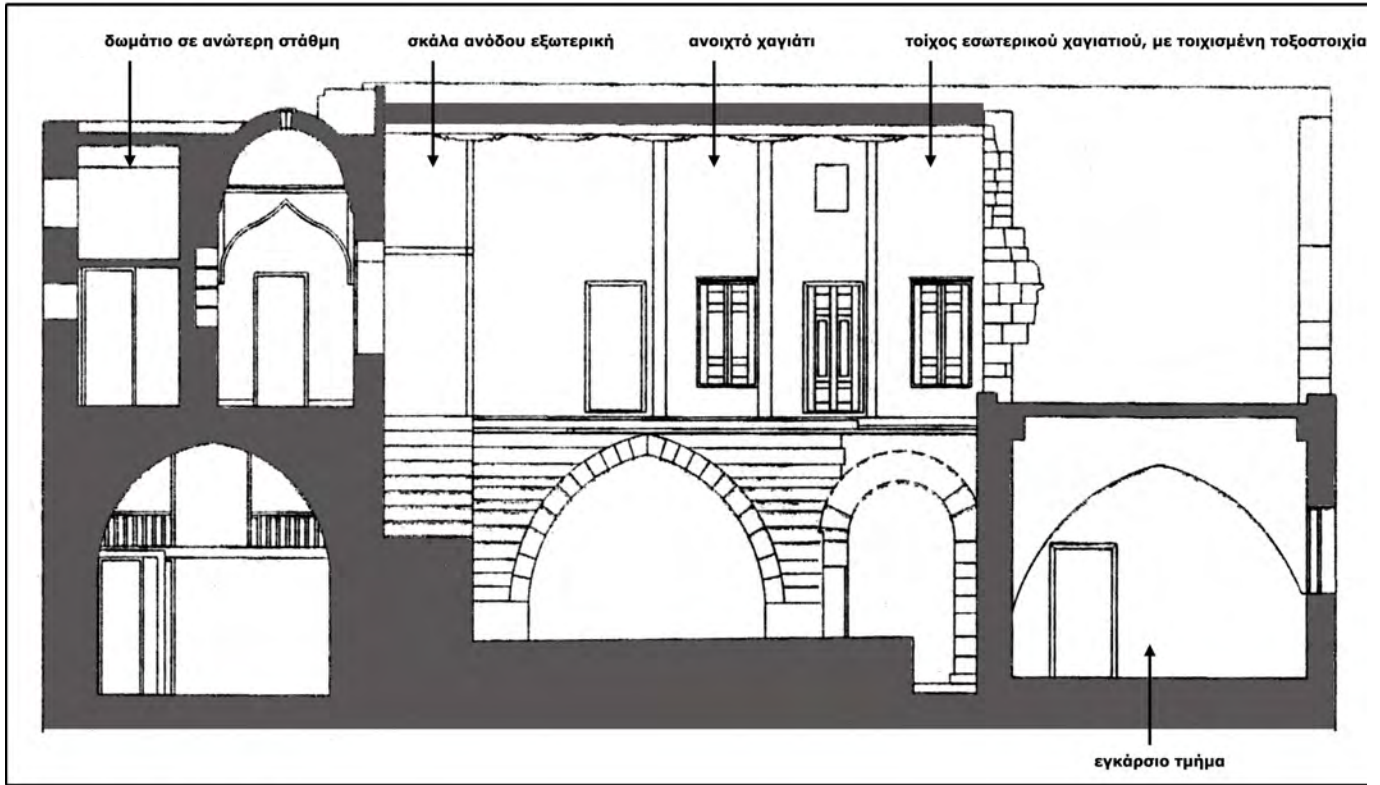 δωμάτιο σε ανώτερη στάθμη
σκάλα ανόδου εξωτερική
ανοιχτό χαγιάτι
τοίχος εσωτερικού χαγιατιού, με τοιχισμένη τοξοστοιχία
εγκάρσιο τμήμα